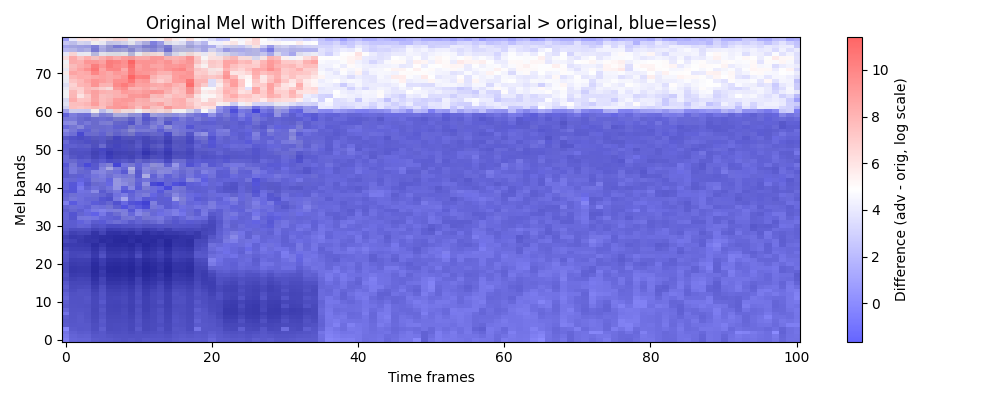 Original Mel with Differences (red=adversarial > original, blue=less)
Mel bands
70
60
50
40
30
20
10
0
0 20 40 60 80 100
Time frames
10
8
6
4
2
0
Difference (adv - orig, log scale)